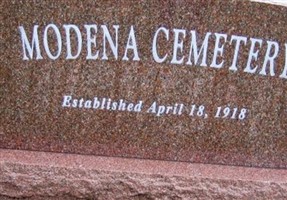 MODENA CEMETER
Established April 18, 1918